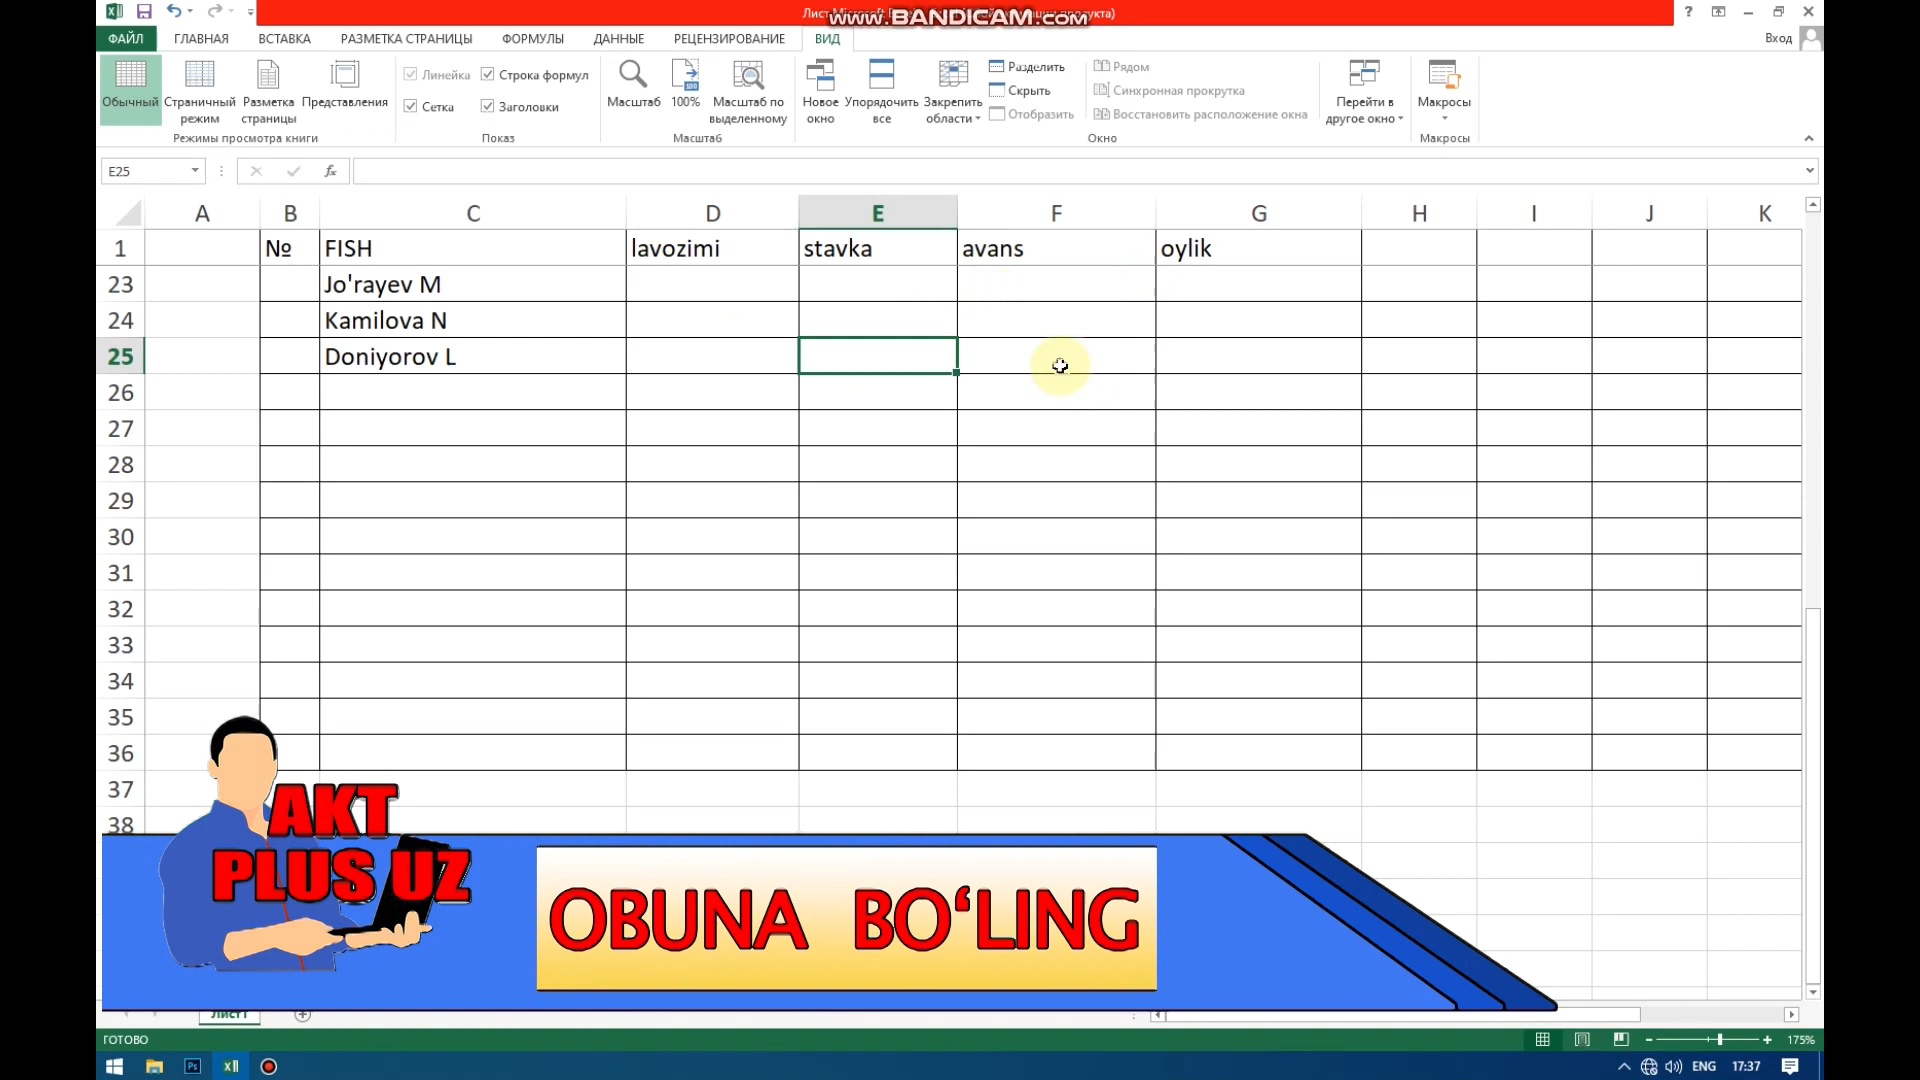 www.BANDICAM.com
ФАЙЛ ГЛАВНАЯ ВСТАВКА РАЗМЕТКА СТРАНИЦЫ ФОРМУЛЫ ДАННЫЕ РЕЦЕНЗИРОВАНИЕ ВИД Вход
Обычный Страничный режим Разметка страницы Представления
Режимы просмотра книги
Линейка Строка формул
Сетка Заголовки
Показ
Масштаб 100% Масштаб по выделенному
Масштаб
Новое окно Упорядочить все Закрепить области
Разделить
Скрыть
Отобразить
Рядом
Синхронная прокрутка
Восстановить расположение окна
Окно
Перейти в другое окно
Макросы
Макросы
E25 fx
A B C D E F G H I J K
1 № FISH lavozimi stavka avans oylik
23 Jo'rayev M
24 Kamilova N
25 Doniyorov L
26
27
28
29
30
31
32
33
34
35
36
37
38
AKT
PLUS UZ
OBUNA BO‘LING
Лист1
ГОТОВО 175%
Ps ENG 17:37